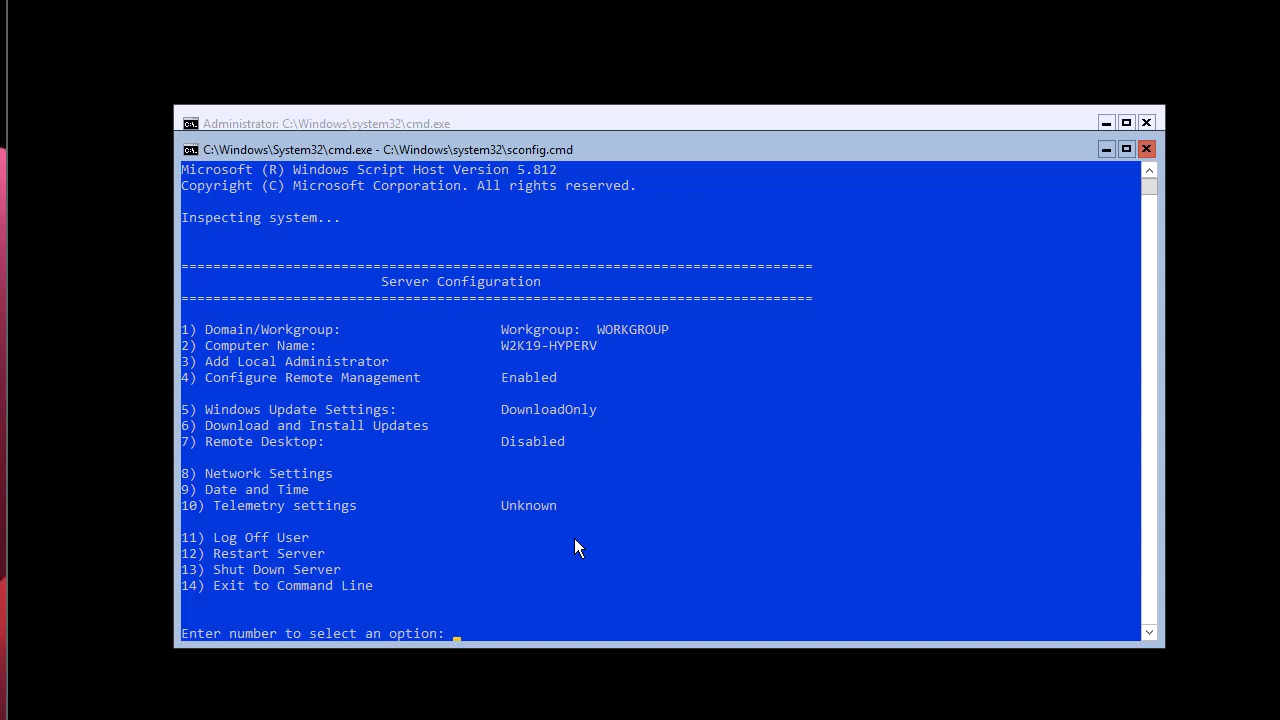 Administrator: C:\Windows\system32\cmd.exe
C:\Windows\System32\cmd.exe - C:\Windows\system32\sconfig.cmd
Microsoft (R) Windows Script Host Version 5.812
Copyright (C) Microsoft Corporation. All rights reserved.
Inspecting system...
===============================================================================
Server Configuration
===============================================================================
1) Domain/Workgroup: Workgroup: WORKGROUP
2) Computer Name: W2K19-HYPERV
3) Add Local Administrator
4) Configure Remote Management Enabled
5) Windows Update Settings: DownloadOnly
6) Download and Install Updates
7) Remote Desktop: Disabled
8) Network Settings
9) Date and Time
10) Telemetry settings Unknown
11) Log Off User
12) Restart Server
13) Shut Down Server
14) Exit to Command Line
Enter number to select an option: